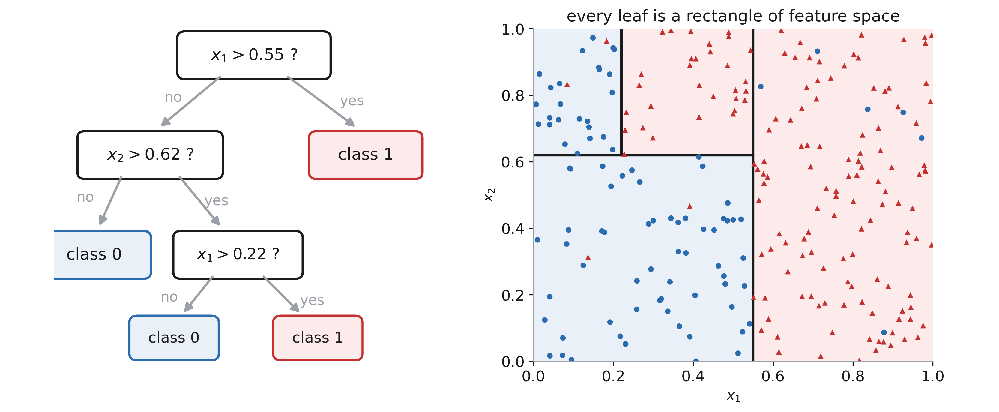 x₁ > 0.55 ?
no
yes
x₂ > 0.62 ?
class 1
no
yes
class 0
x₁ > 0.22 ?
no
yes
class 0
class 1
every leaf is a rectangle of feature space
1.0
0.8
0.6
0.4
0.2
0.0
x₂
0.0 0.2 0.4 0.6 0.8 1.0
x₁